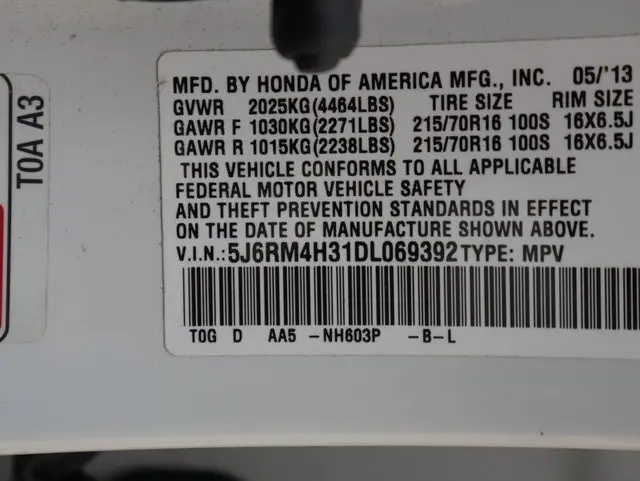 MFD. BY HONDA OF AMERICA MFG., INC. 05/'13
GVWR 2025KG(4464LBS) TIRE SIZE RIM SIZE
GAWR F 1030KG(2271LBS) 215/70R16 100S 16X6.5J
GAWR R 1015KG(2238LBS) 215/70R16 100S 16X6.5J
THIS VEHICLE CONFORMS TO ALL APPLICABLE
FEDERAL MOTOR VEHICLE SAFETY
AND THEFT PREVENTION STANDARDS IN EFFECT
ON THE DATE OF MANUFACTURE SHOWN ABOVE.
V.I.N.:5J6RM4H31DL069392 TYPE: MPV
T0G D AA5 -NH603P -B-L
T0A A3